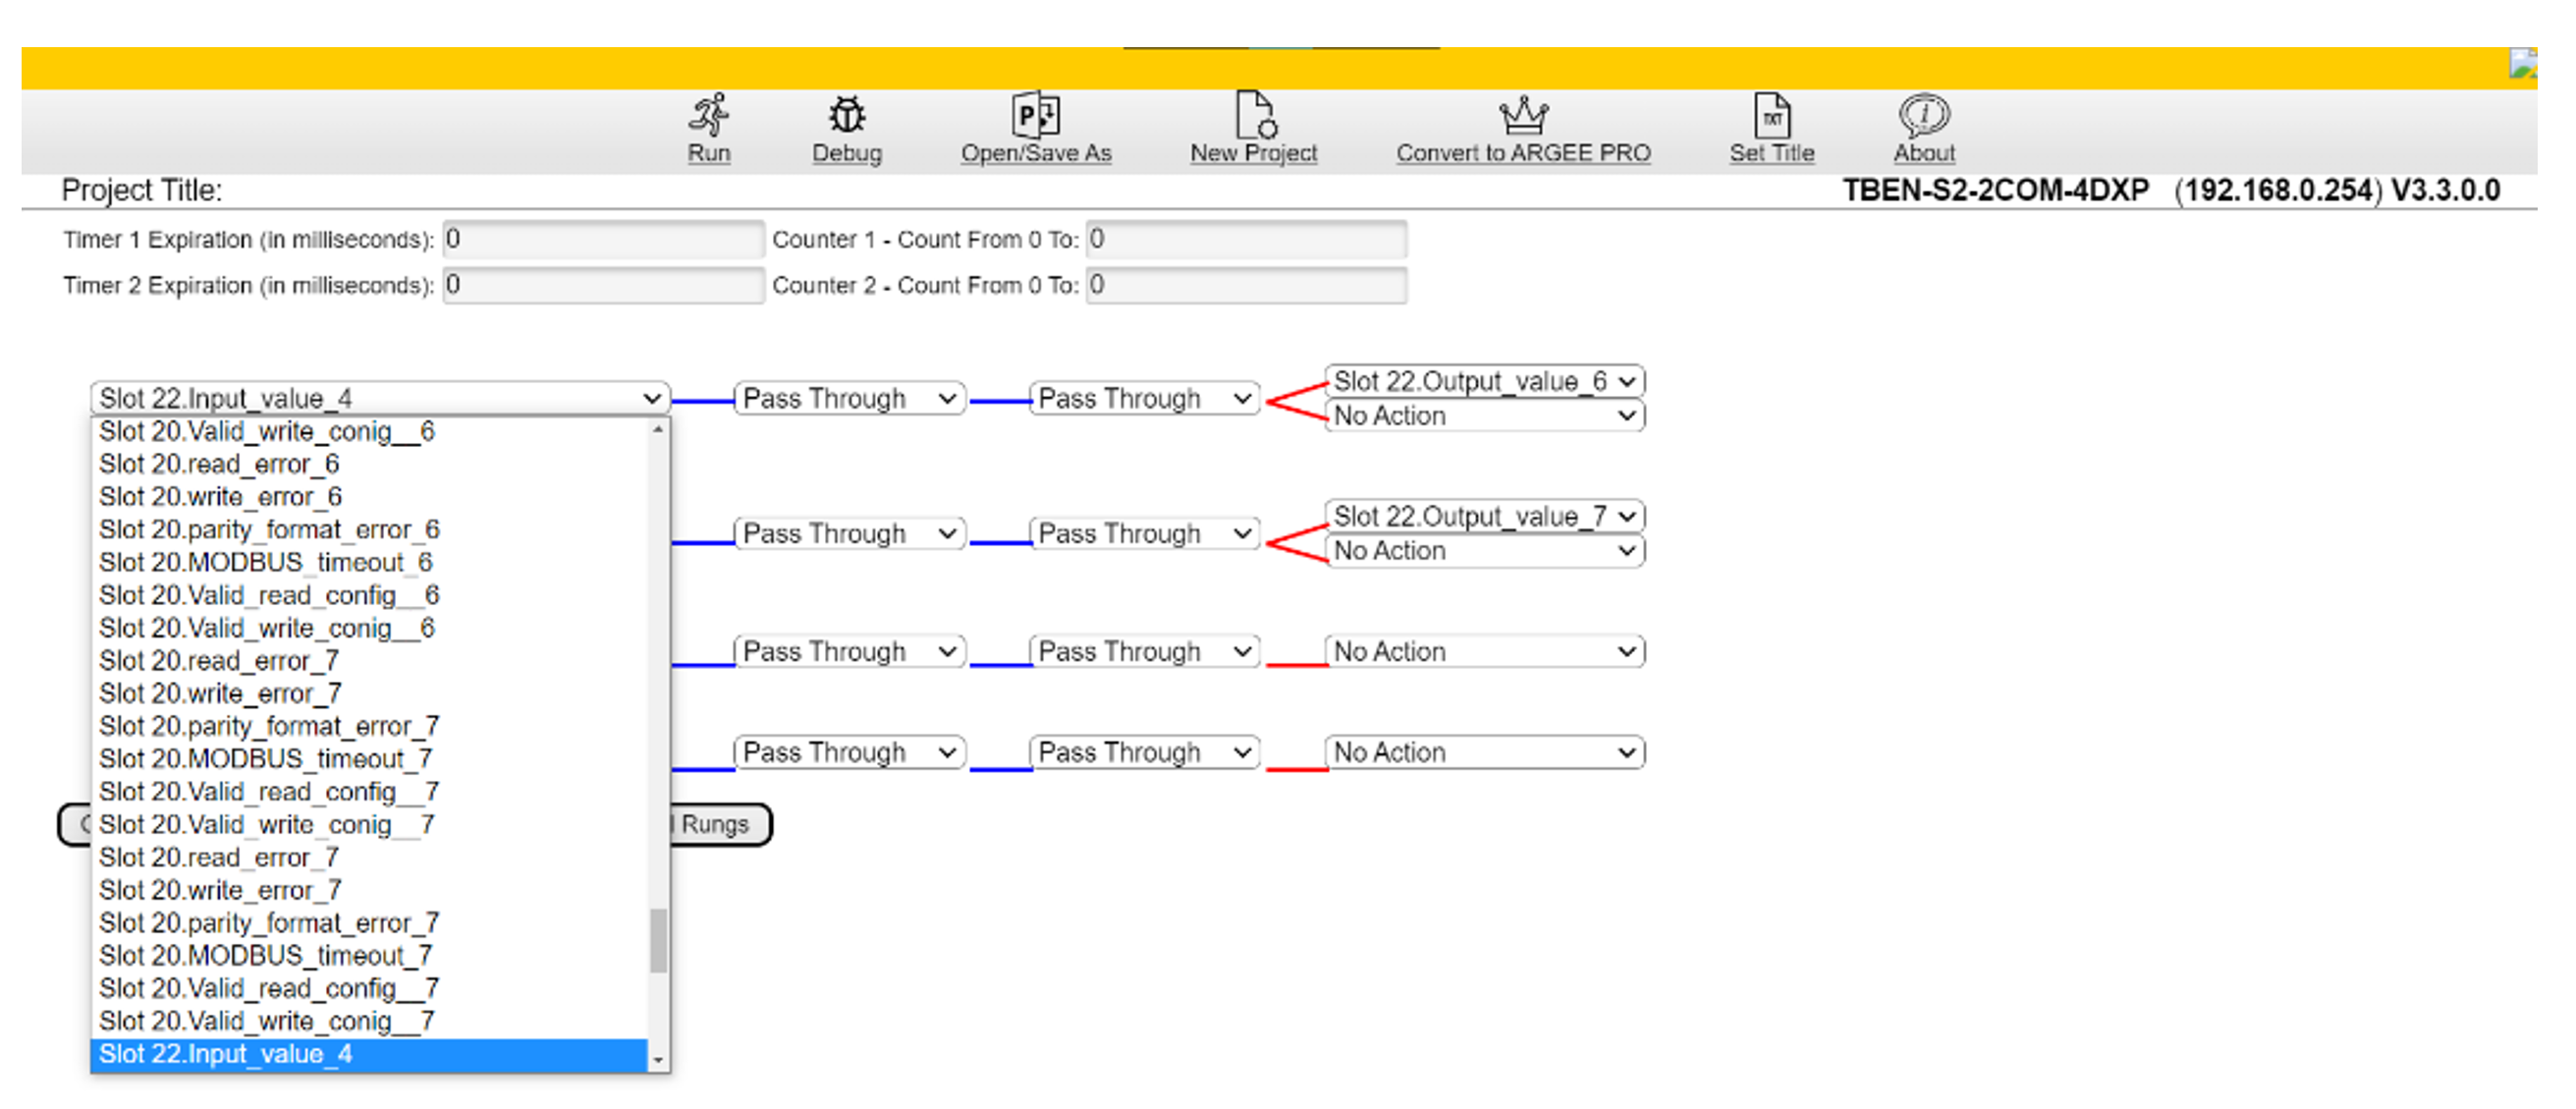 Run Debug Open/Save As New Project Convert to ARGEE PRO Set Title About
Project Title: TBEN-S2-2COM-4DXP (192.168.0.254) V3.3.0.0
Timer 1 Expiration (in milliseconds): 0 Counter 1 - Count From 0 To: 0
Timer 2 Expiration (in milliseconds): 0 Counter 2 - Count From 0 To: 0
Slot 22.Input_value_4 Pass Through Pass Through Slot 22.Output_value_6
No Action
Slot 20.Valid_write_conig__6
Slot 20.read_error_6
Slot 20.write_error_6
Slot 20.parity_format_error_6
Slot 20.MODBUS_timeout_6
Slot 20.Valid_read_config__6
Slot 20.Valid_write_conig__6
Slot 20.read_error_7
Slot 20.write_error_7
Slot 20.parity_format_error_7
Slot 20.MODBUS_timeout_7
Slot 20.Valid_read_config__7
Slot 20.Valid_write_conig__7
Slot 20.read_error_7
Slot 20.write_error_7
Slot 20.parity_format_error_7
Slot 20.MODBUS_timeout_7
Slot 20.Valid_read_config__7
Slot 20.Valid_write_conig__7
Slot 22.Input_value_4
Pass Through Pass Through Slot 22.Output_value_7
No Action
Pass Through Pass Through No Action
Pass Through Pass Through No Action
Rungs